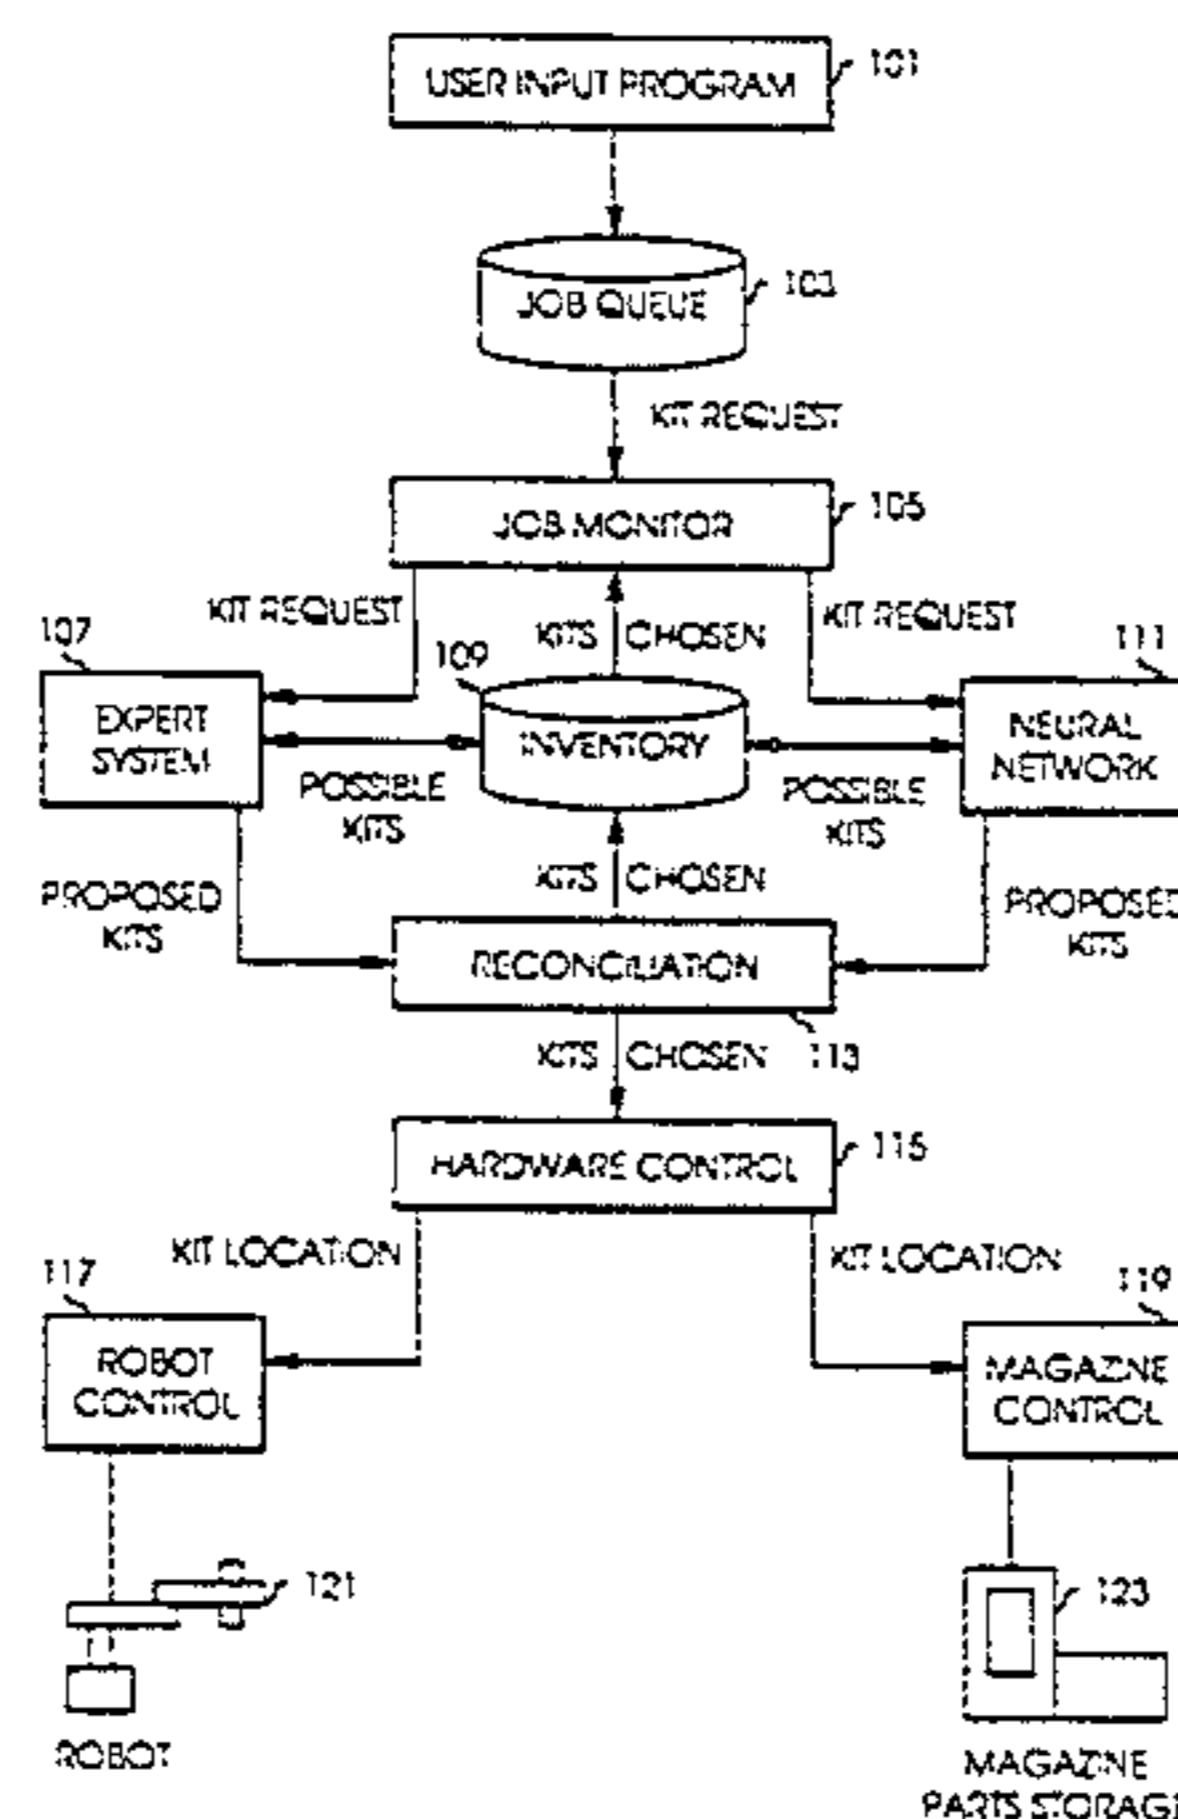 USER INPUT PROGRAM
101
JOB QUEUE
103
KIT REQUEST
JOB MONITOR
105
KIT REQUEST
KITS CHOSEN
KIT REQUEST
107
109
111
EXPERT
SYSTEM
INVENTORY
NEURAL
NETWORK
POSSIBLE
KITS
POSSIBLE
KITS
PROPOSED
KITS
KITS CHOSEN
PROPOSED
KITS
RECONCILIATION
113
KITS CHOSEN
HARDWARE CONTROL
115
KIT LOCATION
KIT LOCATION
117
119
ROBOT
CONTROL
MAGAZINE
CONTROL
121
123
ROBOT
MAGAZINE
PARTS STORAGE